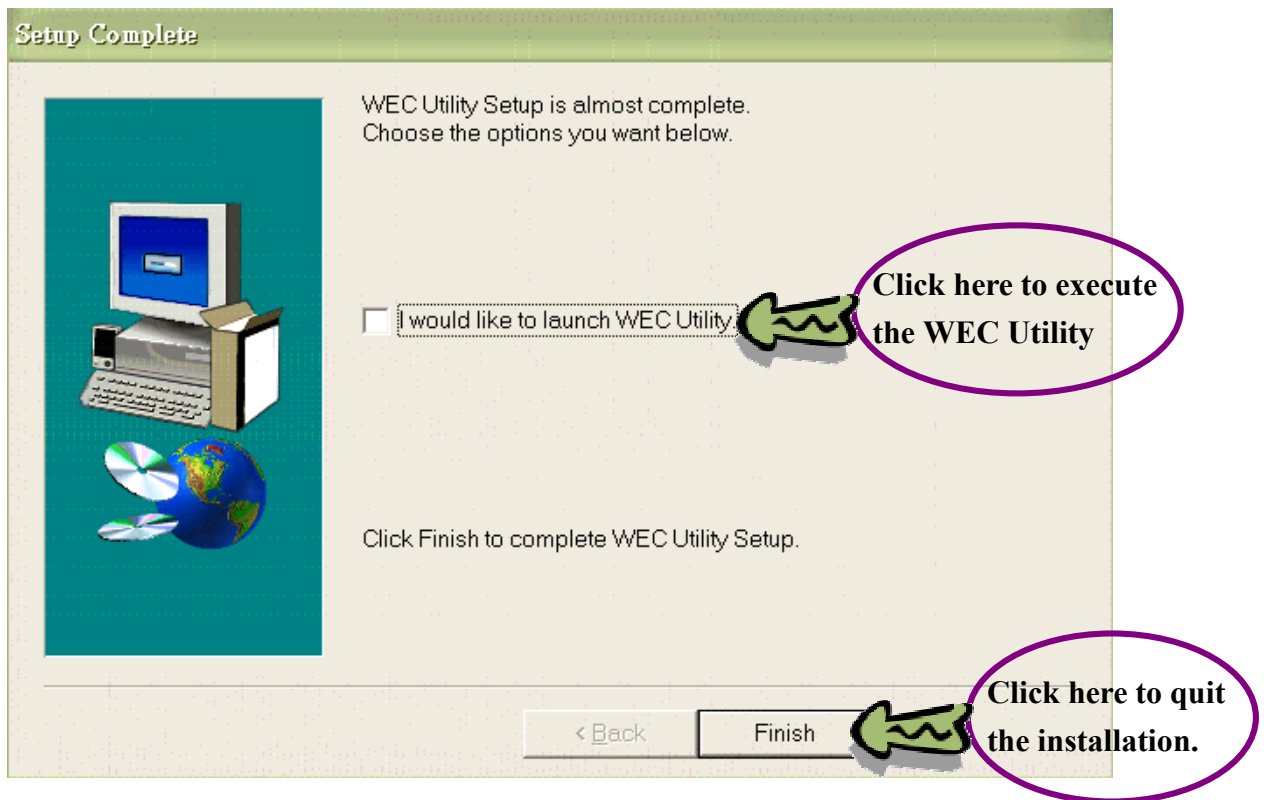 Setup Complete
WEC Utility Setup is almost complete.
Choose the options you want below.
I would like to launch WEC Utility.
Click here to execute
the WEC Utility
Click Finish to complete WEC Utility Setup.
Click here to quit
the installation.
< Back
Finish